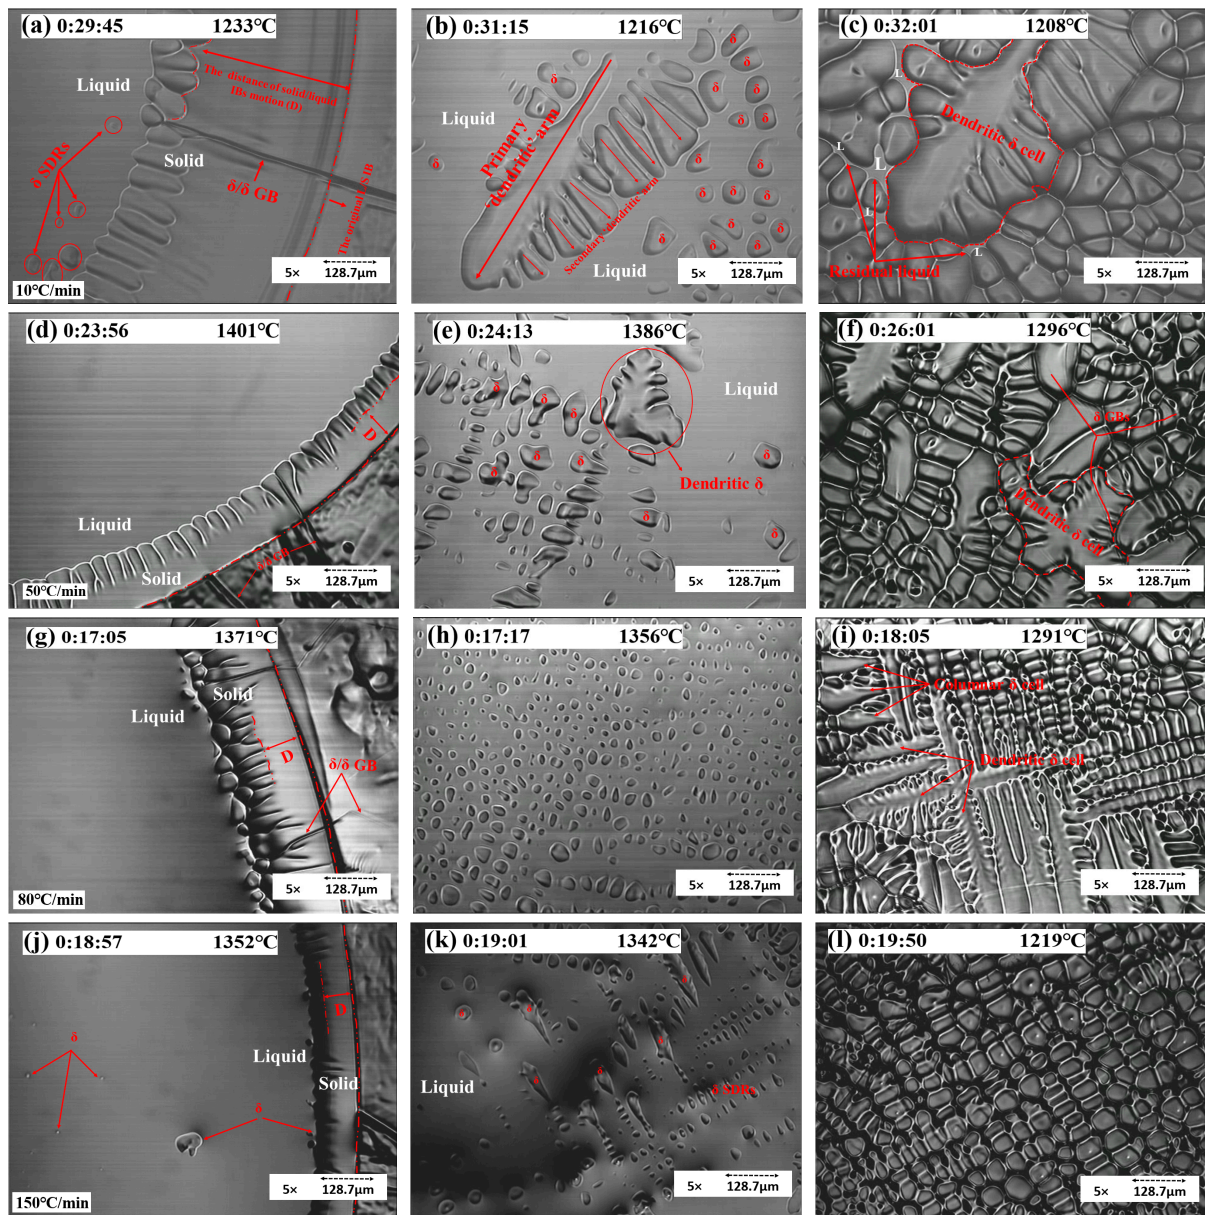 (a) 0:29:45 1233℃
Liquid
The distance of solid/liquid
IBs motion (D)
δ SDRs
Solid
δ/δ GB
The original L/S IB
5× 128.7μm
10℃/min
(b) 0:31:15 1216℃
δ δ δ δ δ δ δ δ δ δ δ δ δ δ δ δ δ
Liquid
Primary
dendritic arm
Secondary dendritic arm
Liquid
5× 128.7μm
(c) 0:32:01 1208℃
L
Dendritic δ cell
L
L
L
L
Residual liquid
5× 128.7μm
(d) 0:23:56 1401℃
D
Liquid
Solid
δ/δ GB
5× 128.7μm
50℃/min
(e) 0:24:13 1386℃
Liquid
δ δ δ δ δ δ δ δ δ
Dendritic δ
5× 128.7μm
(f) 0:26:01 1296℃
δ GBs
Dendritic δ cell
5× 128.7μm
(g) 0:17:05 1371℃
Solid
Liquid
D
δ/δ GB
5× 128.7μm
80℃/min
(h) 0:17:17 1356℃
5× 128.7μm
(i) 0:18:05 1291℃
Columnar δ cell
Dendritic δ cell
5× 128.7μm
(j) 0:18:57 1352℃
D
δ
Liquid
Solid
δ
5× 128.7μm
150℃/min
(k) 0:19:01 1342℃
δ δ δ δ δ δ
Liquid
δ SDRs
5× 128.7μm
(l) 0:19:50 1219℃
5× 128.7μm